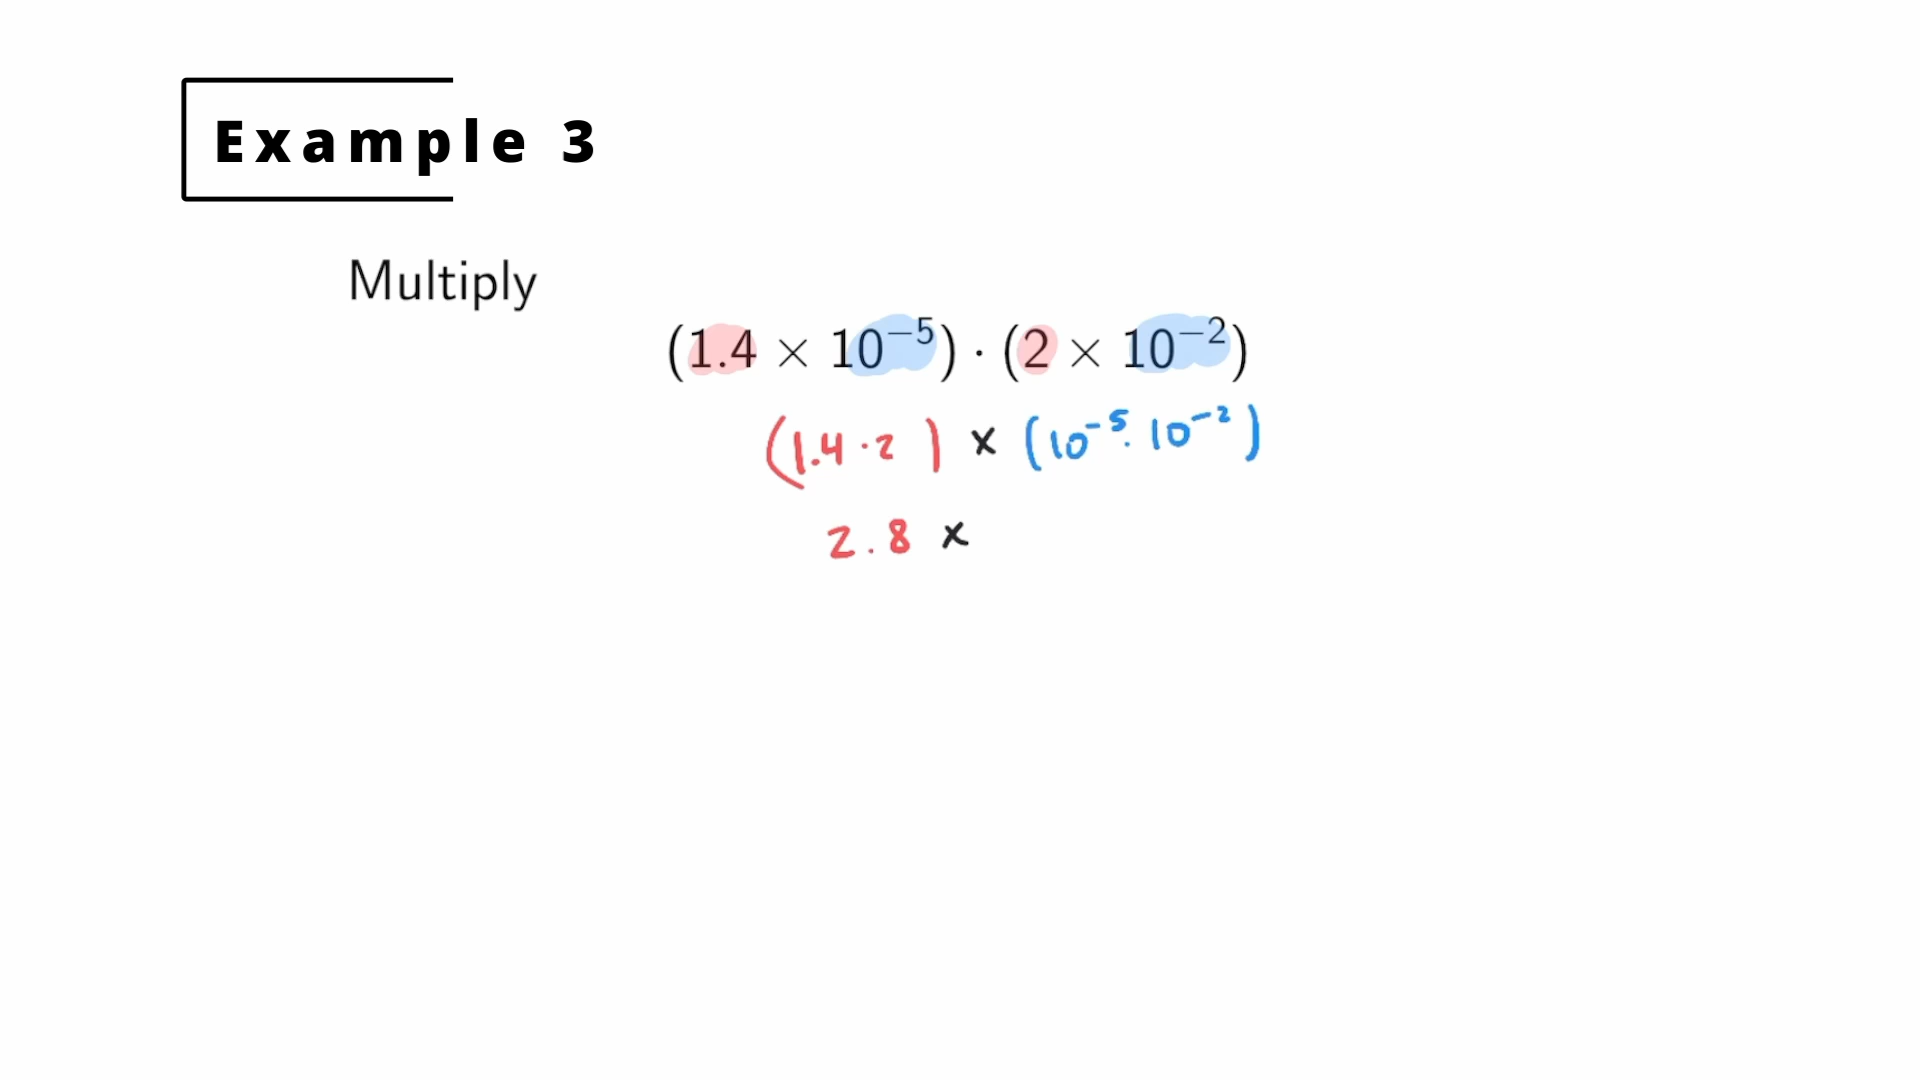 Example 3
Multiply
(1.4 × 10⁻⁵) · (2 × 10⁻²)
(1.4 · 2) × (10⁻⁵ · 10⁻²)
2.8 ×